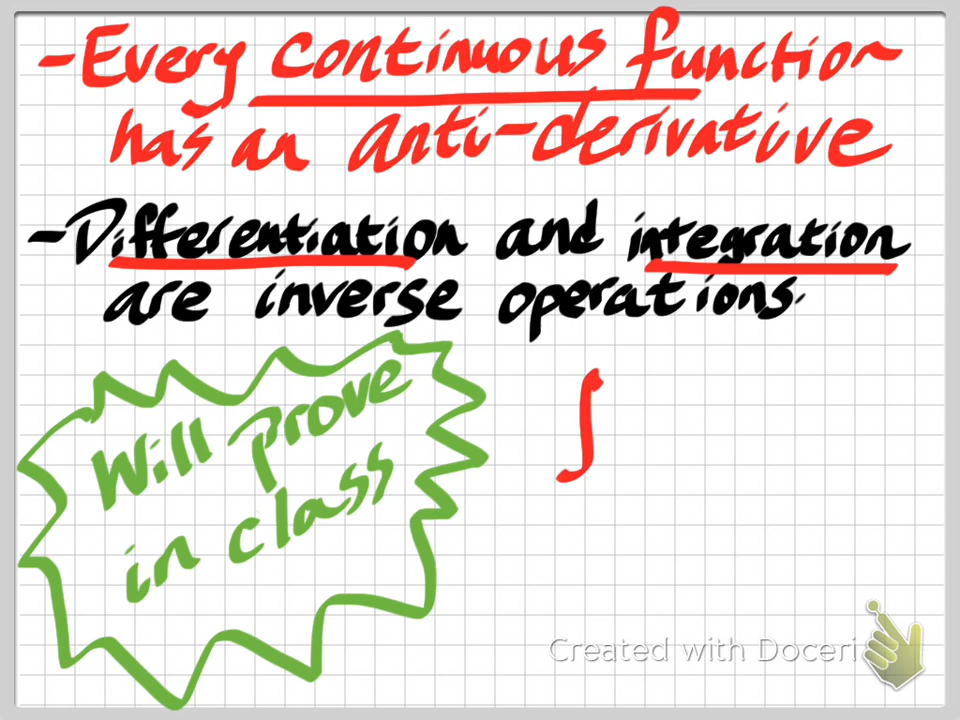 -Every continuous function
has an anti-derivative
-Differentiation and integration
are inverse operations.
Will prove
in class
∫
Created with Doceri